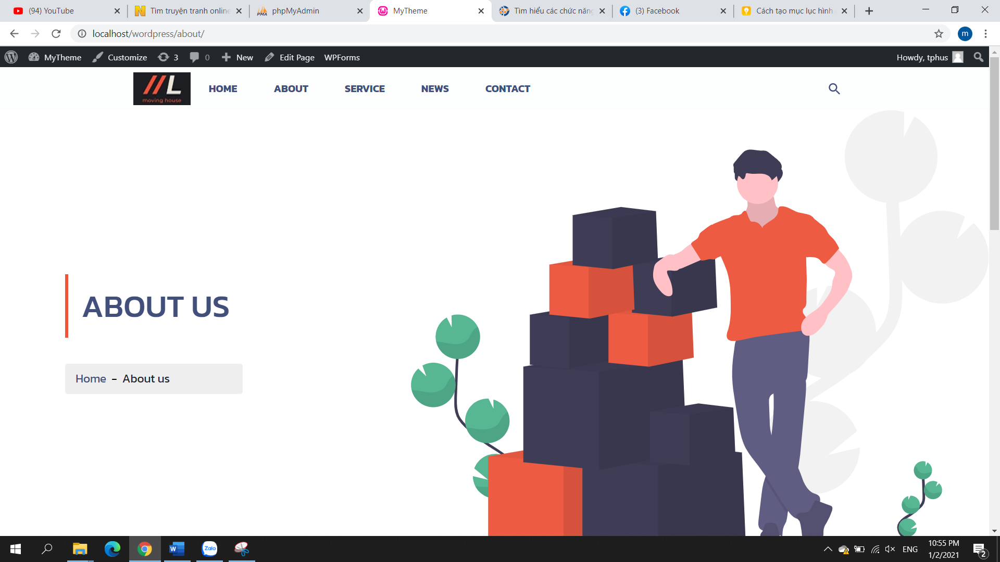 (94) YouTube
Tìm truyện tranh online
phpMyAdmin
MyTheme
Tìm hiểu các chức năng
(3) Facebook
Cách tạo mục lục hình
localhost/wordpress/about/
m
MyTheme
Customize
3
0
New
Edit Page
WPForms
Howdy, tphus
//L
moving house
HOME
ABOUT
SERVICE
NEWS
CONTACT
ABOUT US
Home - About us
Zalo
ENG
10:55 PM
1/2/2021
2